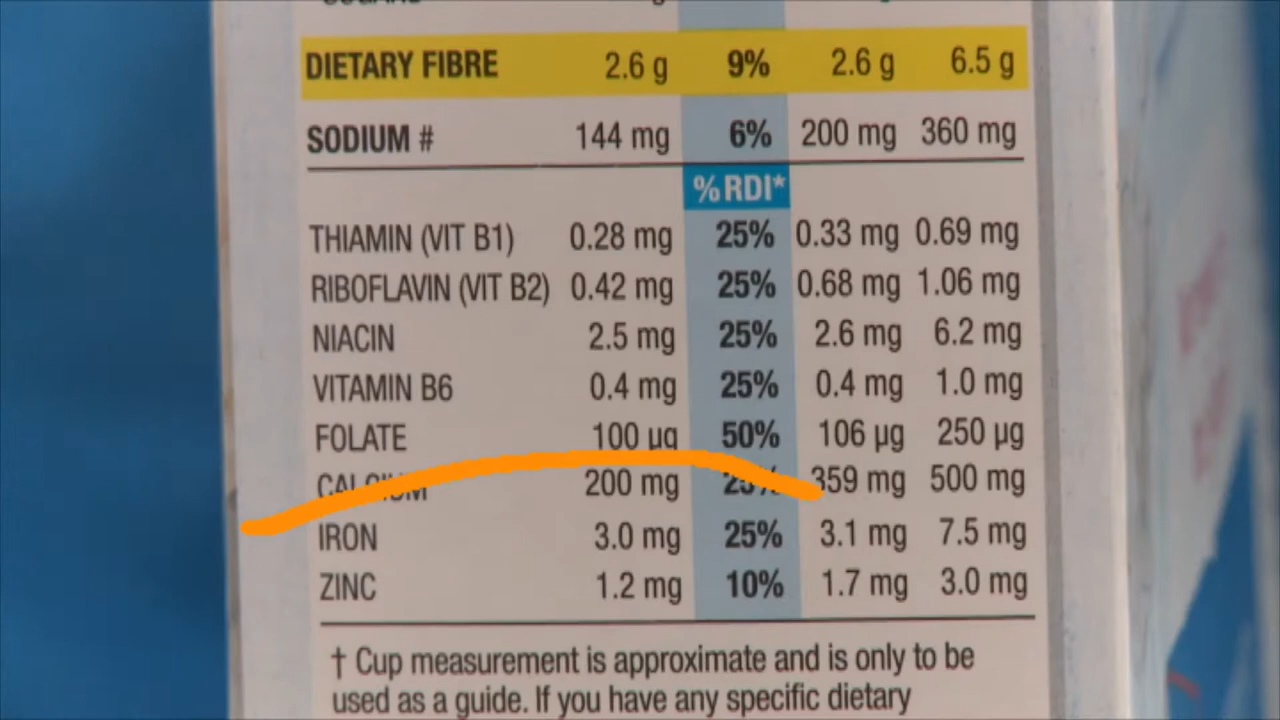 DIETARY FIBRE 2.6 g 9% 2.6 g 6.5 g
SODIUM # 144 mg 6% 200 mg 360 mg
%RDI*
THIAMIN (VIT B1) 0.28 mg 25% 0.33 mg 0.69 mg
RIBOFLAVIN (VIT B2) 0.42 mg 25% 0.68 mg 1.06 mg
NIACIN 2.5 mg 25% 2.6 mg 6.2 mg
VITAMIN B6 0.4 mg 25% 0.4 mg 1.0 mg
FOLATE 100 µg 50% 106 µg 250 µg
CALCIUM 200 mg 25% 359 mg 500 mg
IRON 3.0 mg 25% 3.1 mg 7.5 mg
ZINC 1.2 mg 10% 1.7 mg 3.0 mg
† Cup measurement is approximate and is only to be
used as a guide. If you have any specific dietary